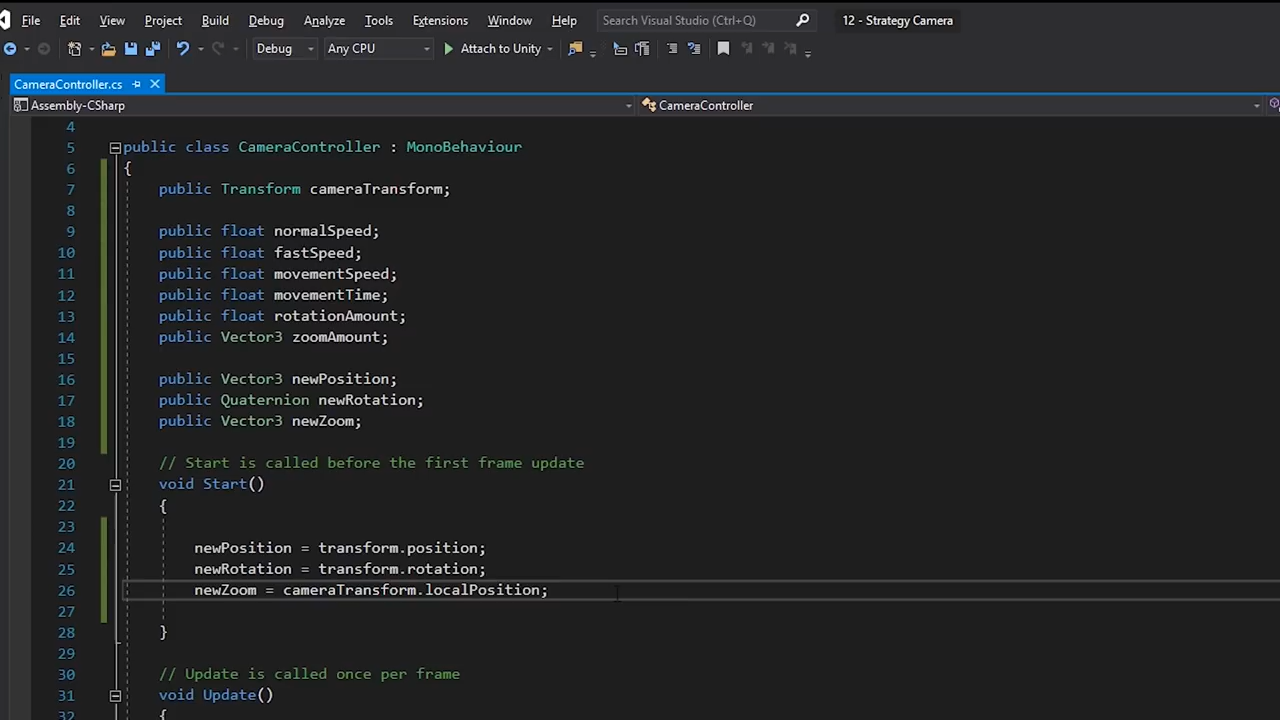 File Edit View Project Build Debug Analyze Tools Extensions Window Help Search Visual Studio (Ctrl+Q) 12 - Strategy Camera
Debug Any CPU Attach to Unity
CameraController.cs
Assembly-CSharp CameraController
4
5 public class CameraController : MonoBehaviour
6 {
7 public Transform cameraTransform;
8
9 public float normalSpeed;
10 public float fastSpeed;
11 public float movementSpeed;
12 public float movementTime;
13 public float rotationAmount;
14 public Vector3 zoomAmount;
15
16 public Vector3 newPosition;
17 public Quaternion newRotation;
18 public Vector3 newZoom;
19
20 // Start is called before the first frame update
21 void Start()
22 {
23
24 newPosition = transform.position;
25 newRotation = transform.rotation;
26 newZoom = cameraTransform.localPosition;
27
28 }
29
30 // Update is called once per frame
31 void Update()
32 {